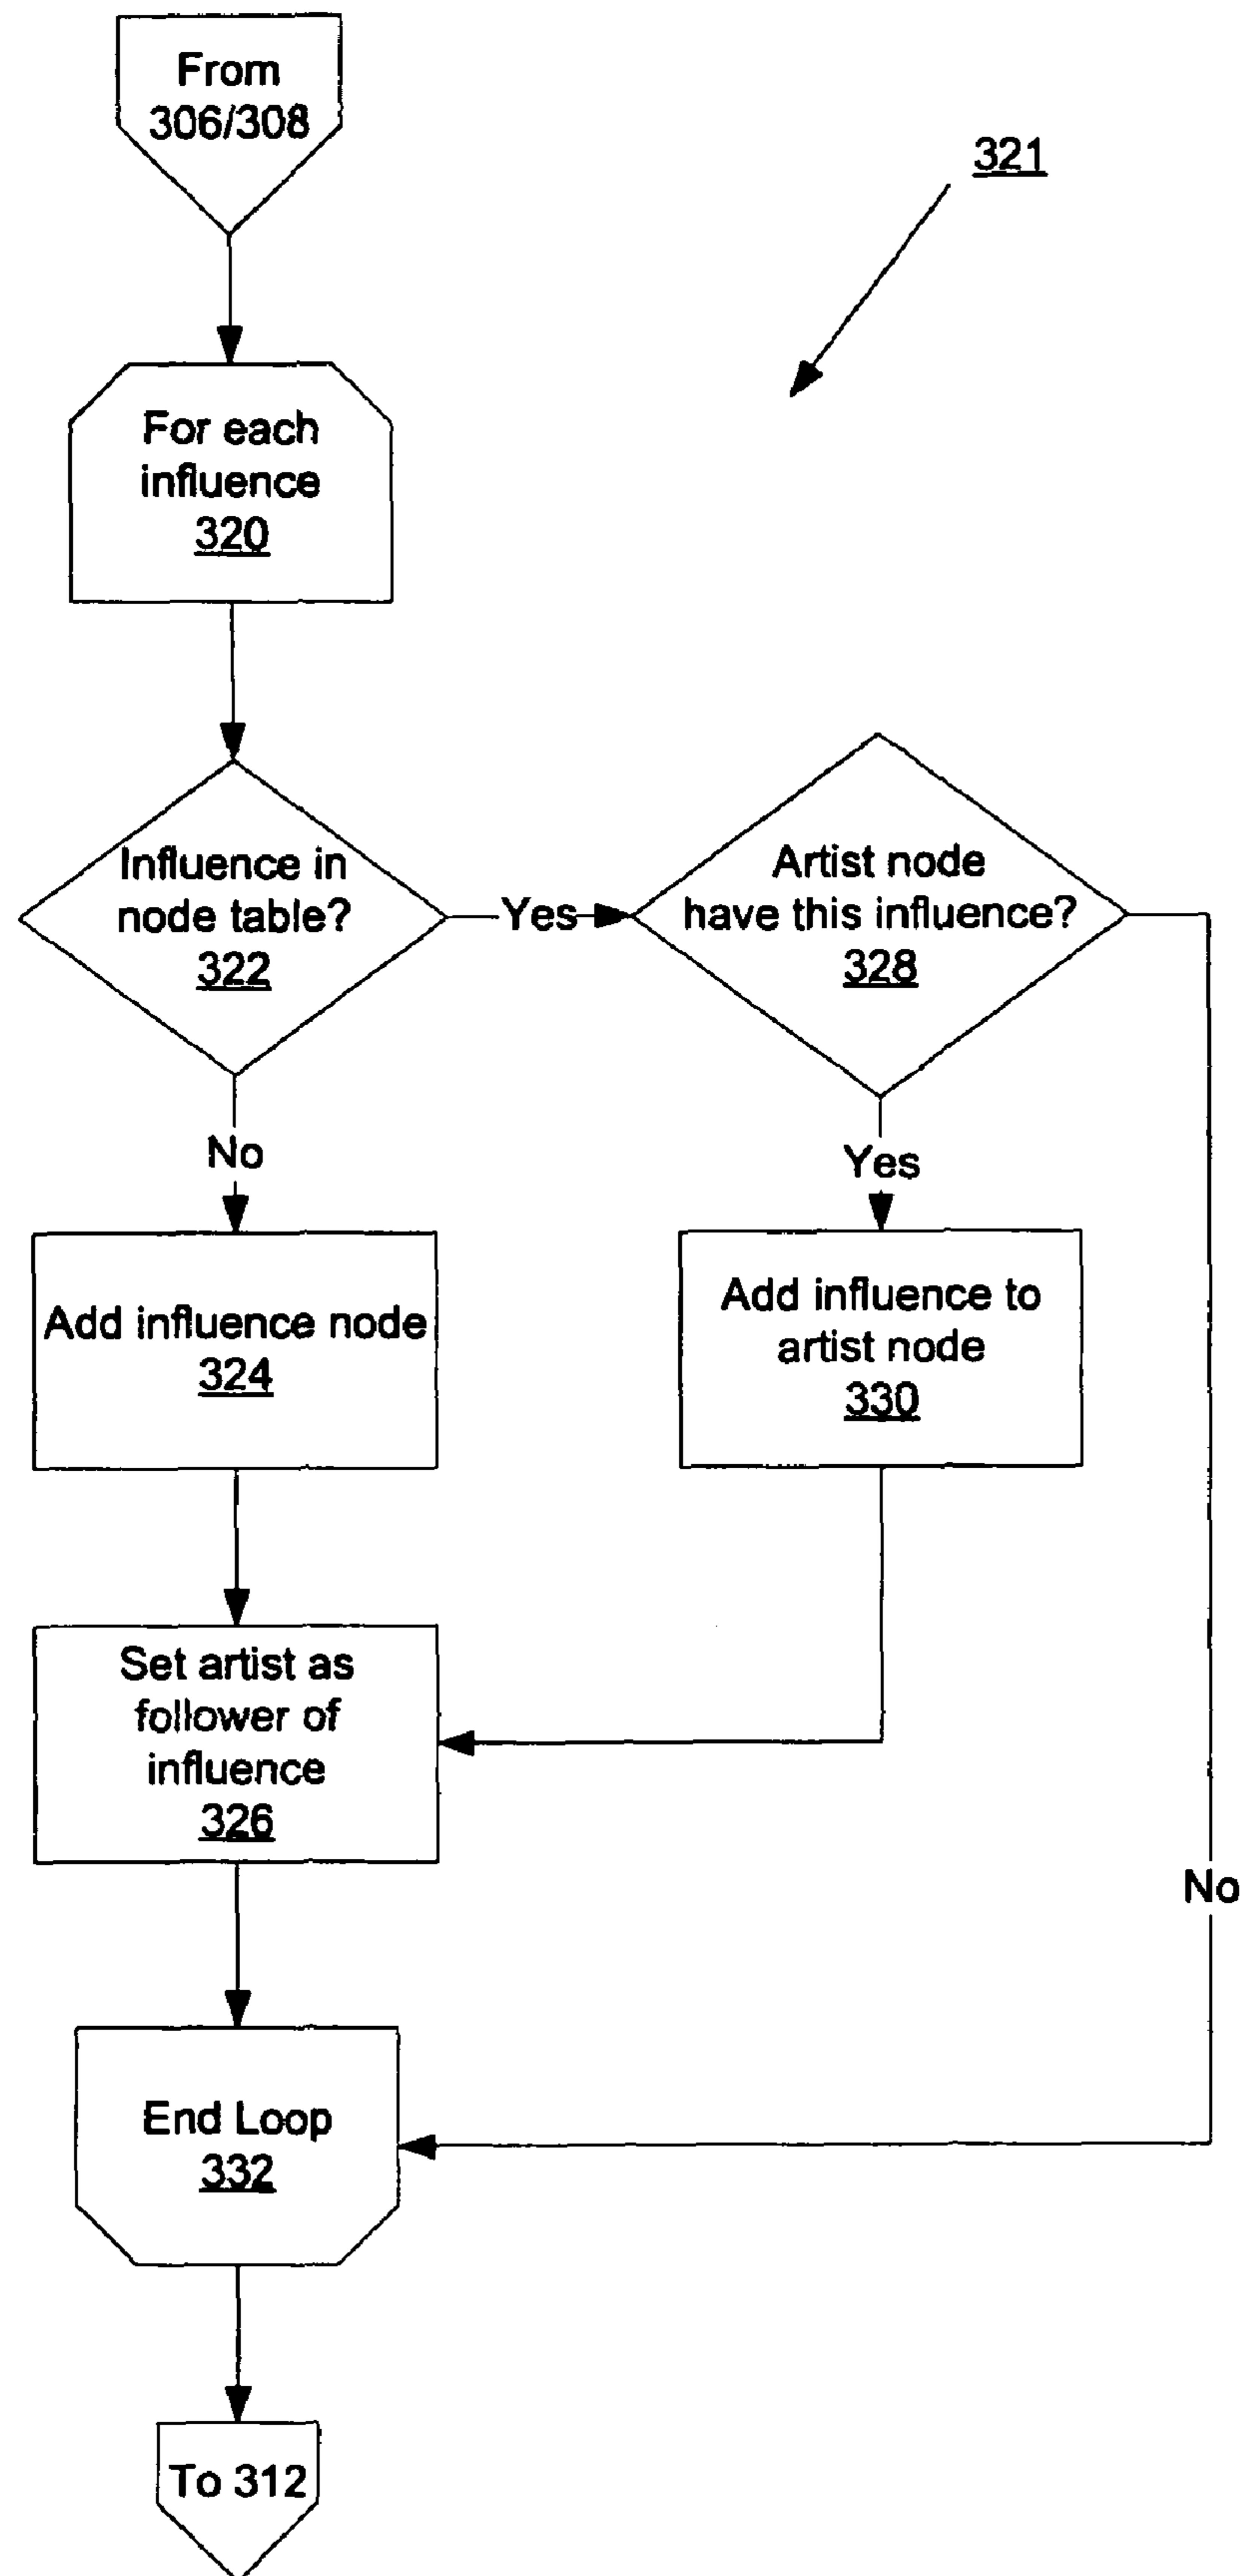 From
306/308
321
For each
influence
320
Influence in
node table?
322
Yes
Artist node
have this influence?
328
No
Yes
Add influence node
324
Add influence to
artist node
330
Set artist as
follower of
influence
326
No
End Loop
332
To 312